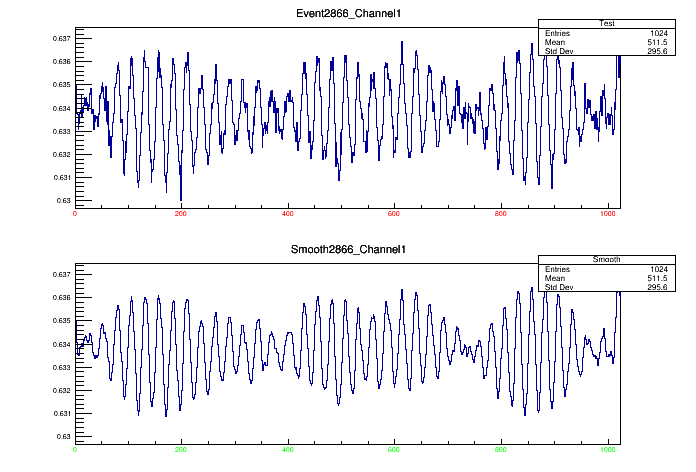 Event2866_Channel1
Test
Entries 1024
Mean 511.5
Std Dev 295.6
0.637
0.636
0.635
0.634
0.633
0.632
0.631
0.63
0 200 400 600 800 1000
Smooth2866_Channel1
Smooth
Entries 1024
Mean 511.5
Std Dev 295.6
0.637
0.636
0.635
0.634
0.633
0.632
0.631
0.63
0 200 400 600 800 1000